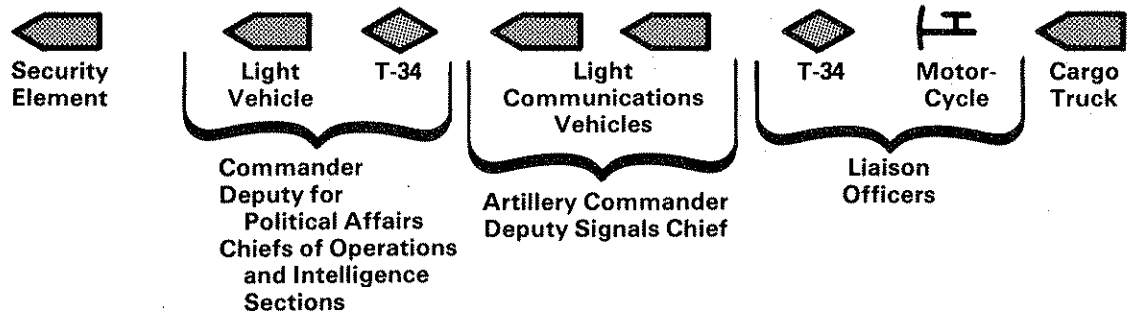 Security
Element
Light
Vehicle
T-34
Light
Communications
Vehicles
T-34
Motor-
Cycle
Cargo
Truck
Commander
Deputy for
Political Affairs
Chiefs of Operations
and Intelligence
Sections
Artillery Commander
Deputy Signals Chief
Liaison
Officers